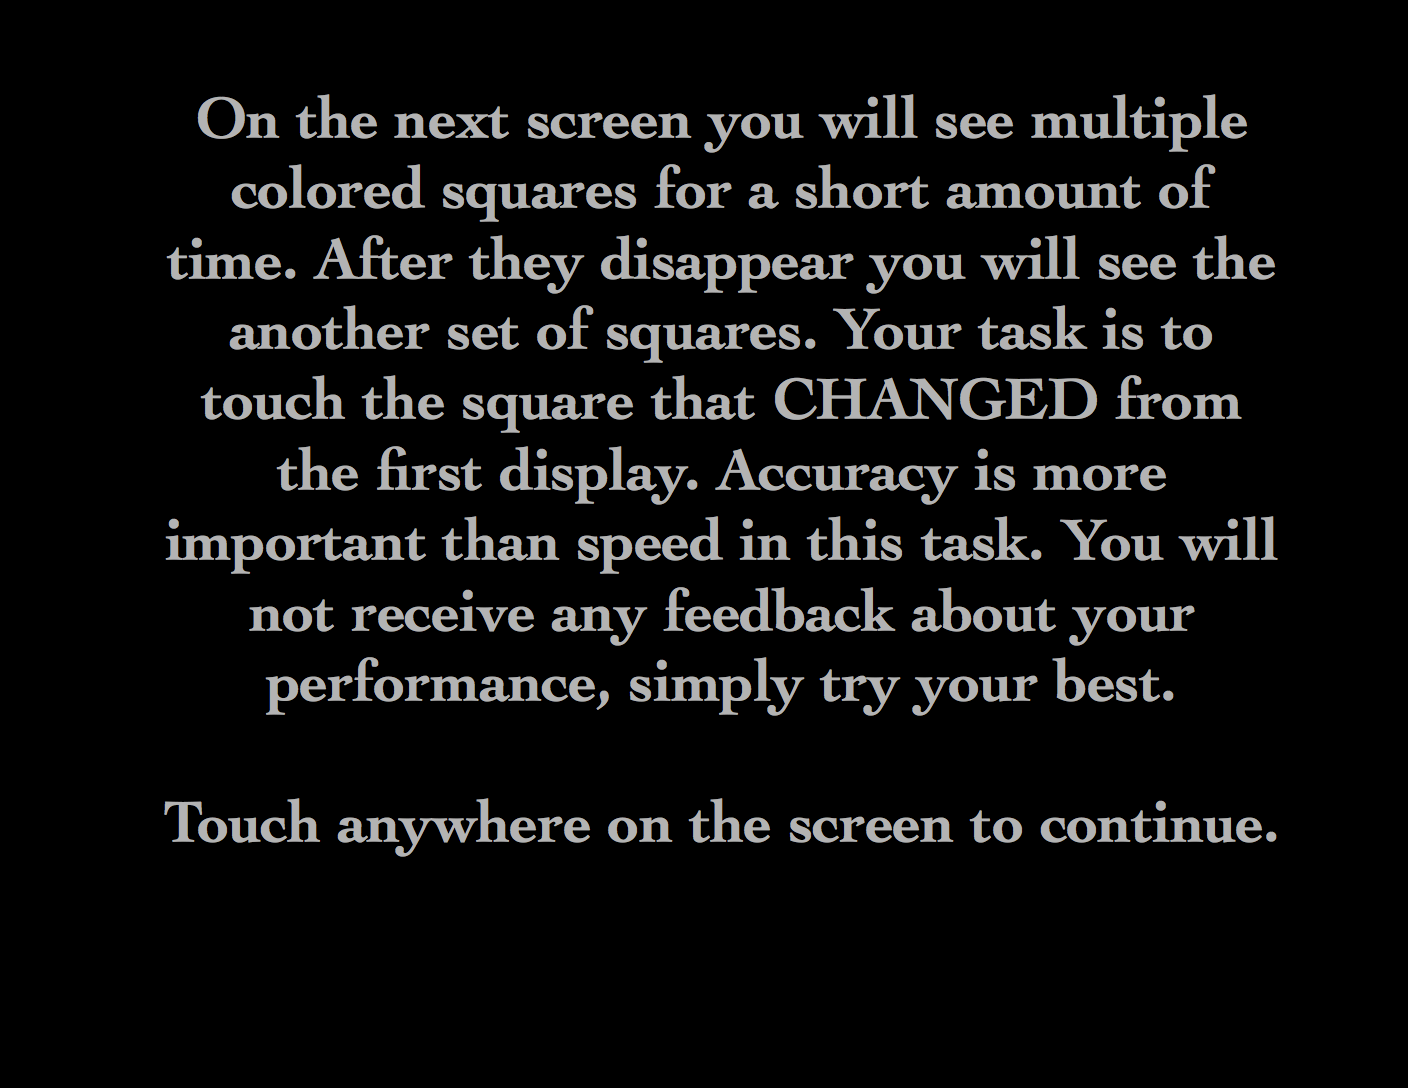 On the next screen you will see multiple
colored squares for a short amount of
time. After they disappear you will see the
another set of squares. Your task is to
touch the square that CHANGED from
the first display. Accuracy is more
important than speed in this task. You will
not receive any feedback about your
performance, simply try your best.
Touch anywhere on the screen to continue.